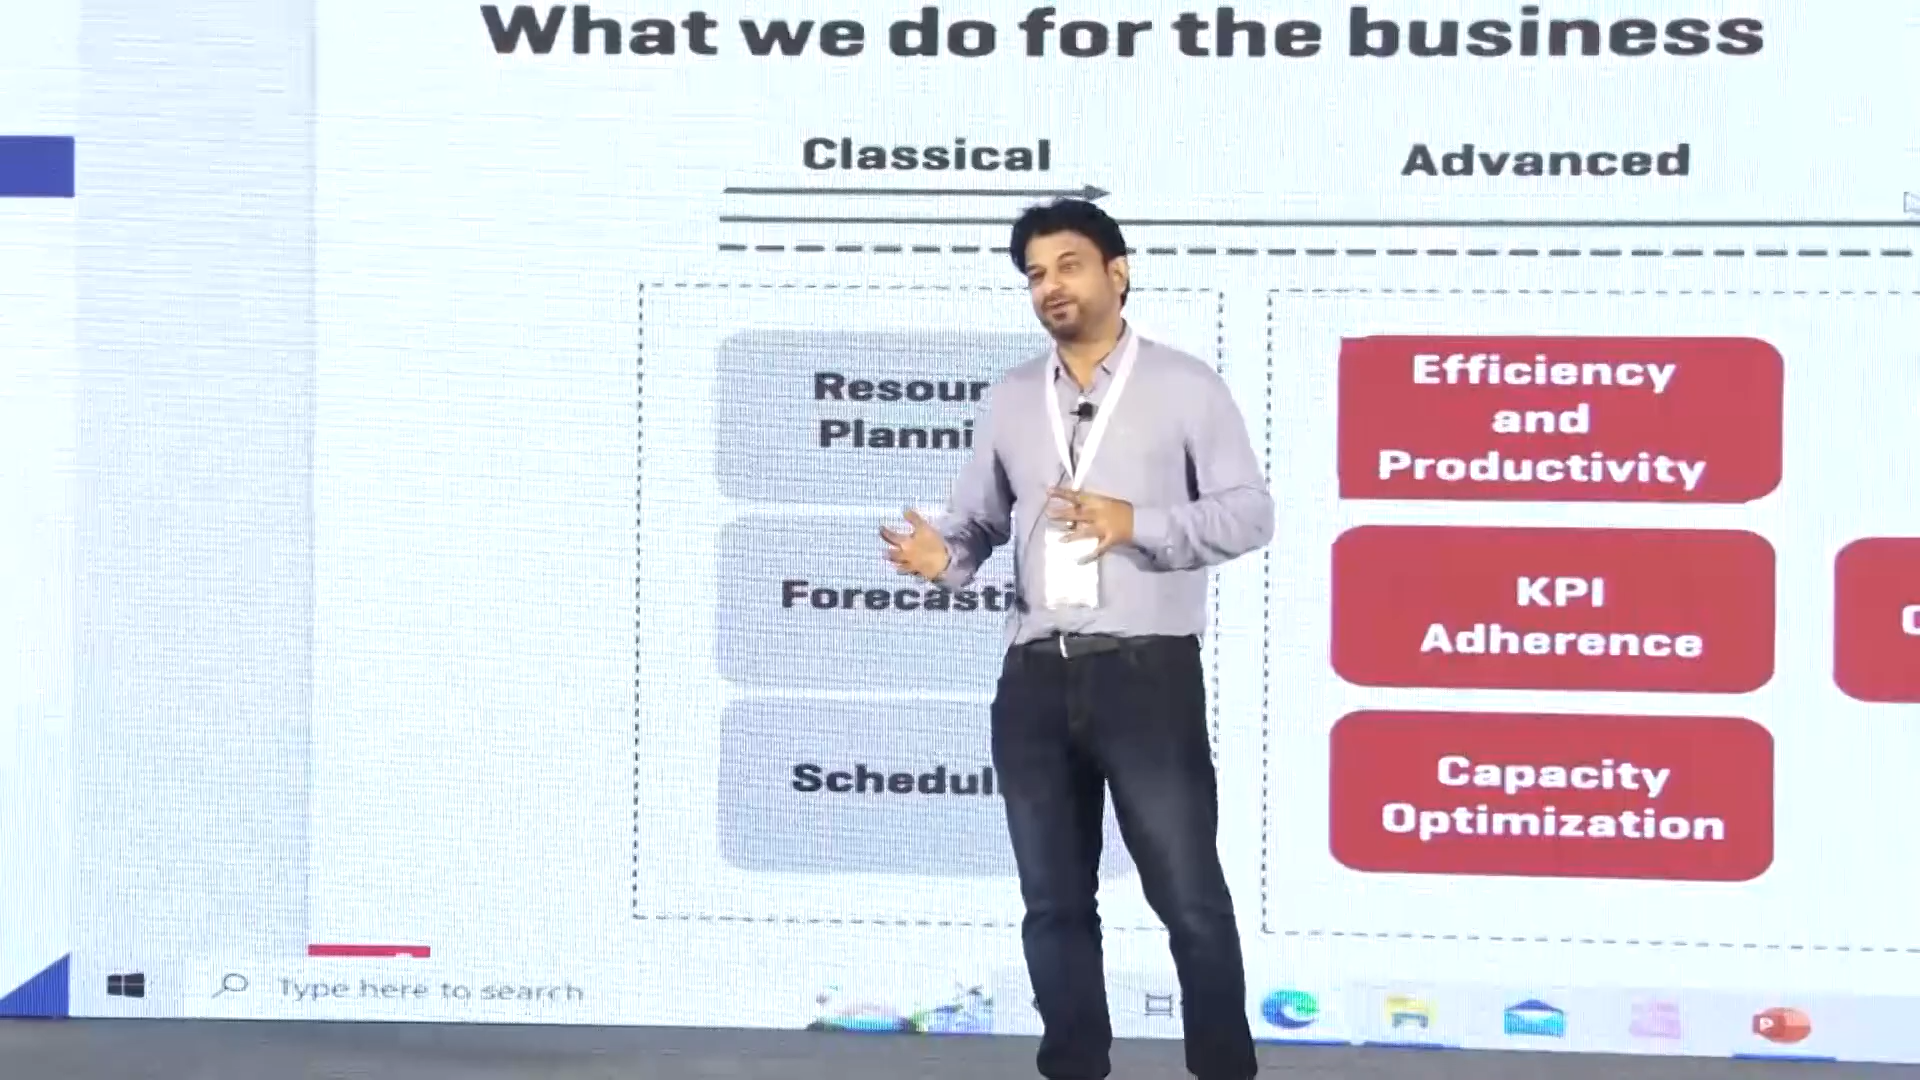 What we do for the business
Classical
Advanced
Resour
Planni
Forecasti
Schedul
Efficiency
and
Productivity
KPI
Adherence
Capacity
Optimization
Type here to search